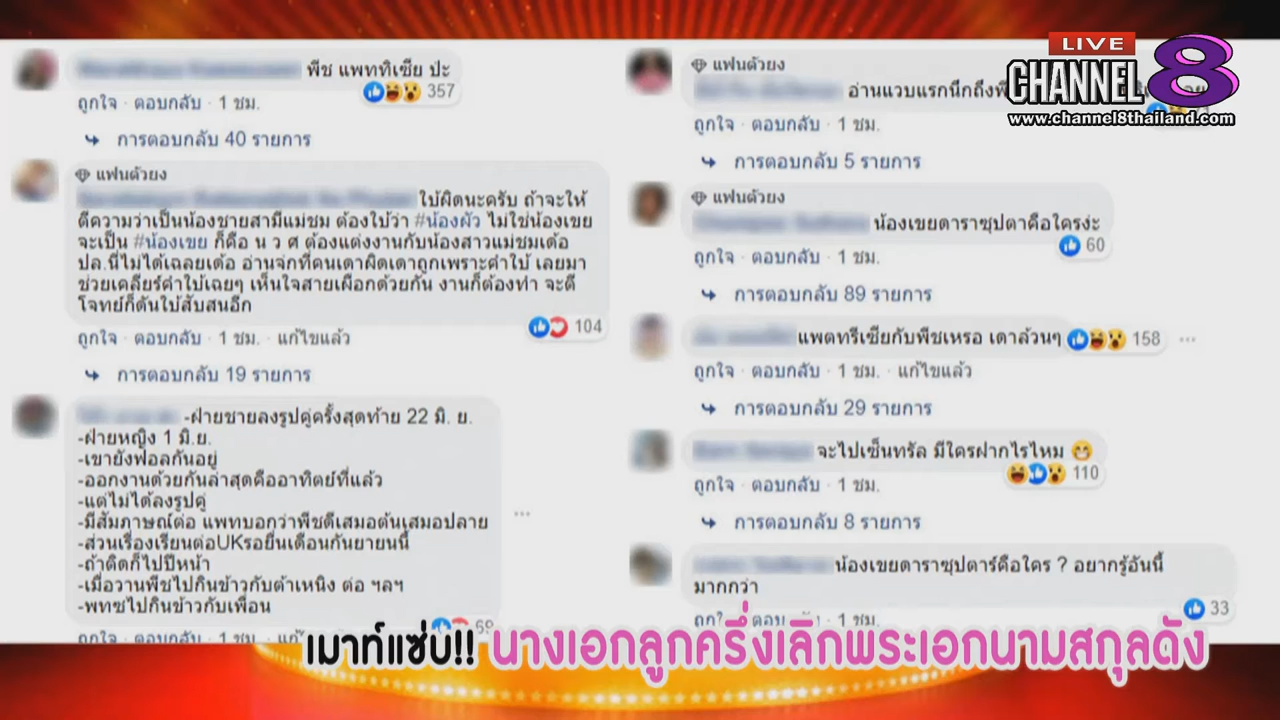 พีช แพททิเซีย ปะ
357
ถูกใจ · ตอบกลับ · 1 ชม.
การตอบกลับ 40 รายการ
แฟนตัวยง
ใบ้ผิดนะครับ ถ้าจะให้
ตีความว่าเป็นน้องชายสามีแม่ชม ต้องใบ้ว่า #น้องผัว ไม่ใช่น้องเขย
จะเป็น #น้องเขย ก็คือ น ว ศ ต้องแต่งงานกับน้องสาวแม่ชมเด้อ
ปล.นี่ไม่ได้เฉลยเด้อ อ่านจ่กที่คนเดาผิดเดาถูกเพราะคำใบ้ เลยมา
ช่วยเคลียร์คำใบ้เฉยๆ เห็นใจสายเผือกด้วยกัน งานก็ต้องทำ จะตี
โจทย์ก็ดันใบ้สับสนอีก
104
ถูกใจ · ตอบกลับ · 1 ชม. · แก้ไขแล้ว
การตอบกลับ 19 รายการ
-ฝ่ายชายลงรูปคู่ครั้งสุดท้าย 22 มิ. ย.
-ฝ่ายหญิง 1 มิ.ย.
-เขายังฟอลกันอยู่
-ออกงานด้วยกันล่าสุดคืออาทิตย์ที่แล้ว
-แต่ไม่ได้ลงรูปคู่
-มีสัมภาษณ์ต่อ แพทบอกว่าพีชดีเสมอต้นเสมอปลาย
-ส่วนเรื่องเรียนต่อUKรอยื่นเดือนกันยายนนี้
-ถ้าติดก็ไปปีหน้า
-เมื่อวานพีชไปกินข้าวกับต้าเหนิง ต่อ ฯลฯ
-พทชไปกินข้าวกับเพื่อน
ถูกใจ · ตอบกลับ · 1 ชม.
แฟนตัวยง
อ่านแวบแรกนึกถึงพี
ถูกใจ · ตอบกลับ · 1 ชม.
การตอบกลับ 5 รายการ
แฟนตัวยง
น้องเขยดาราซุปตาคือใครง่ะ
60
ถูกใจ · ตอบกลับ · 1 ชม.
การตอบกลับ 89 รายการ
แพดทรีเซียกับพีชเหรอ เดาล้วนๆ
158
ถูกใจ · ตอบกลับ · 1 ชม. · แก้ไขแล้ว
การตอบกลับ 29 รายการ
จะไปเซ็นทรัล มีใครฝากไรไหม 😁
110
ถูกใจ · ตอบกลับ · 1 ชม.
การตอบกลับ 8 รายการ
น้องเขยดาราซุปตาร์คือใคร ? อยากรู้อันนี้
มากกว่า
33
ถูกใจ · ตอบกลับ · 1 ชม.
LIVE
CHANNEL 8
www.channel8thailand.com
เมาท์แซ่บ!! นางเอกลูกครึ่งเลิกพระเอกนามสกุลดัง